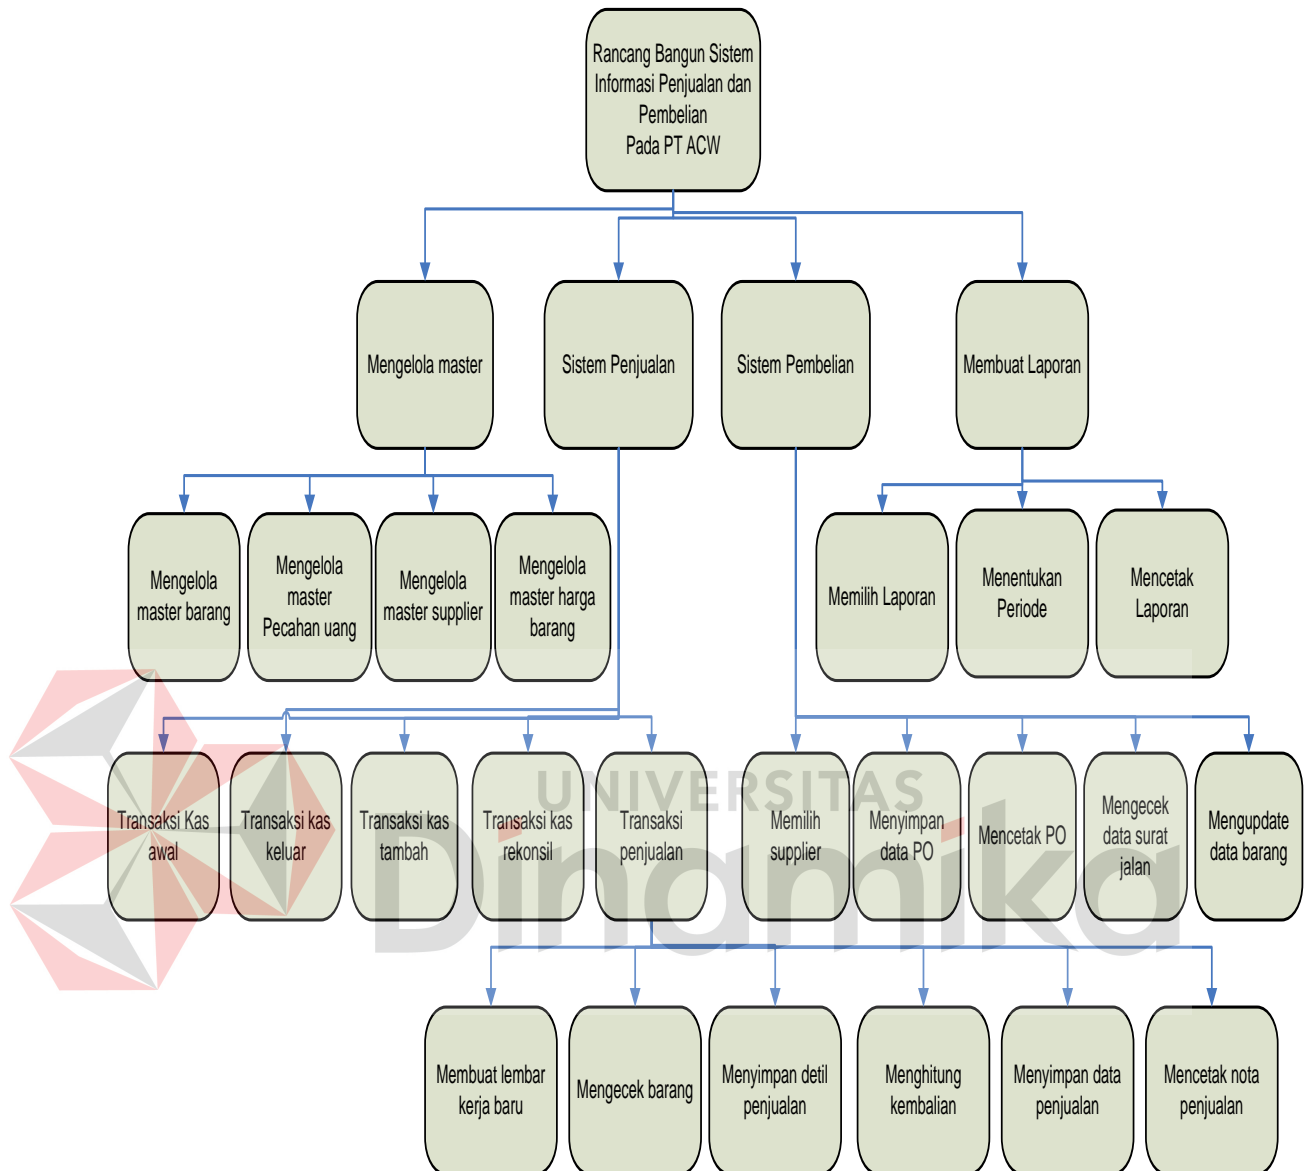 Rancang Bangun Sistem
Informasi Penjualan dan
Pembelian
Pada PT ACW
Mengelola master
Sistem Penjualan
Sistem Pembelian
Membuat Laporan
Mengelola
master barang
Mengelola
master
Pecahan uang
Mengelola
master supplier
Mengelola
master harga
barang
Memilih Laporan
Menentukan
Periode
Mencetak
Laporan
Transaksi Kas
awal
Transaksi kas
keluar
Transaksi kas
tambah
Transaksi kas
rekonsil
Transaksi
penjualan
Memilih
supplier
Menyimpan
data PO
Mencetak PO
Mengecek
data surat
jalan
Mengupdate
data barang
UNIVERSITAS
Dinamika
Membuat lembar
kerja baru
Mengecek barang
Menyimpan detil
penjualan
Menghitung
kembalian
Menyimpan data
penjualan
Mencetak nota
penjualan